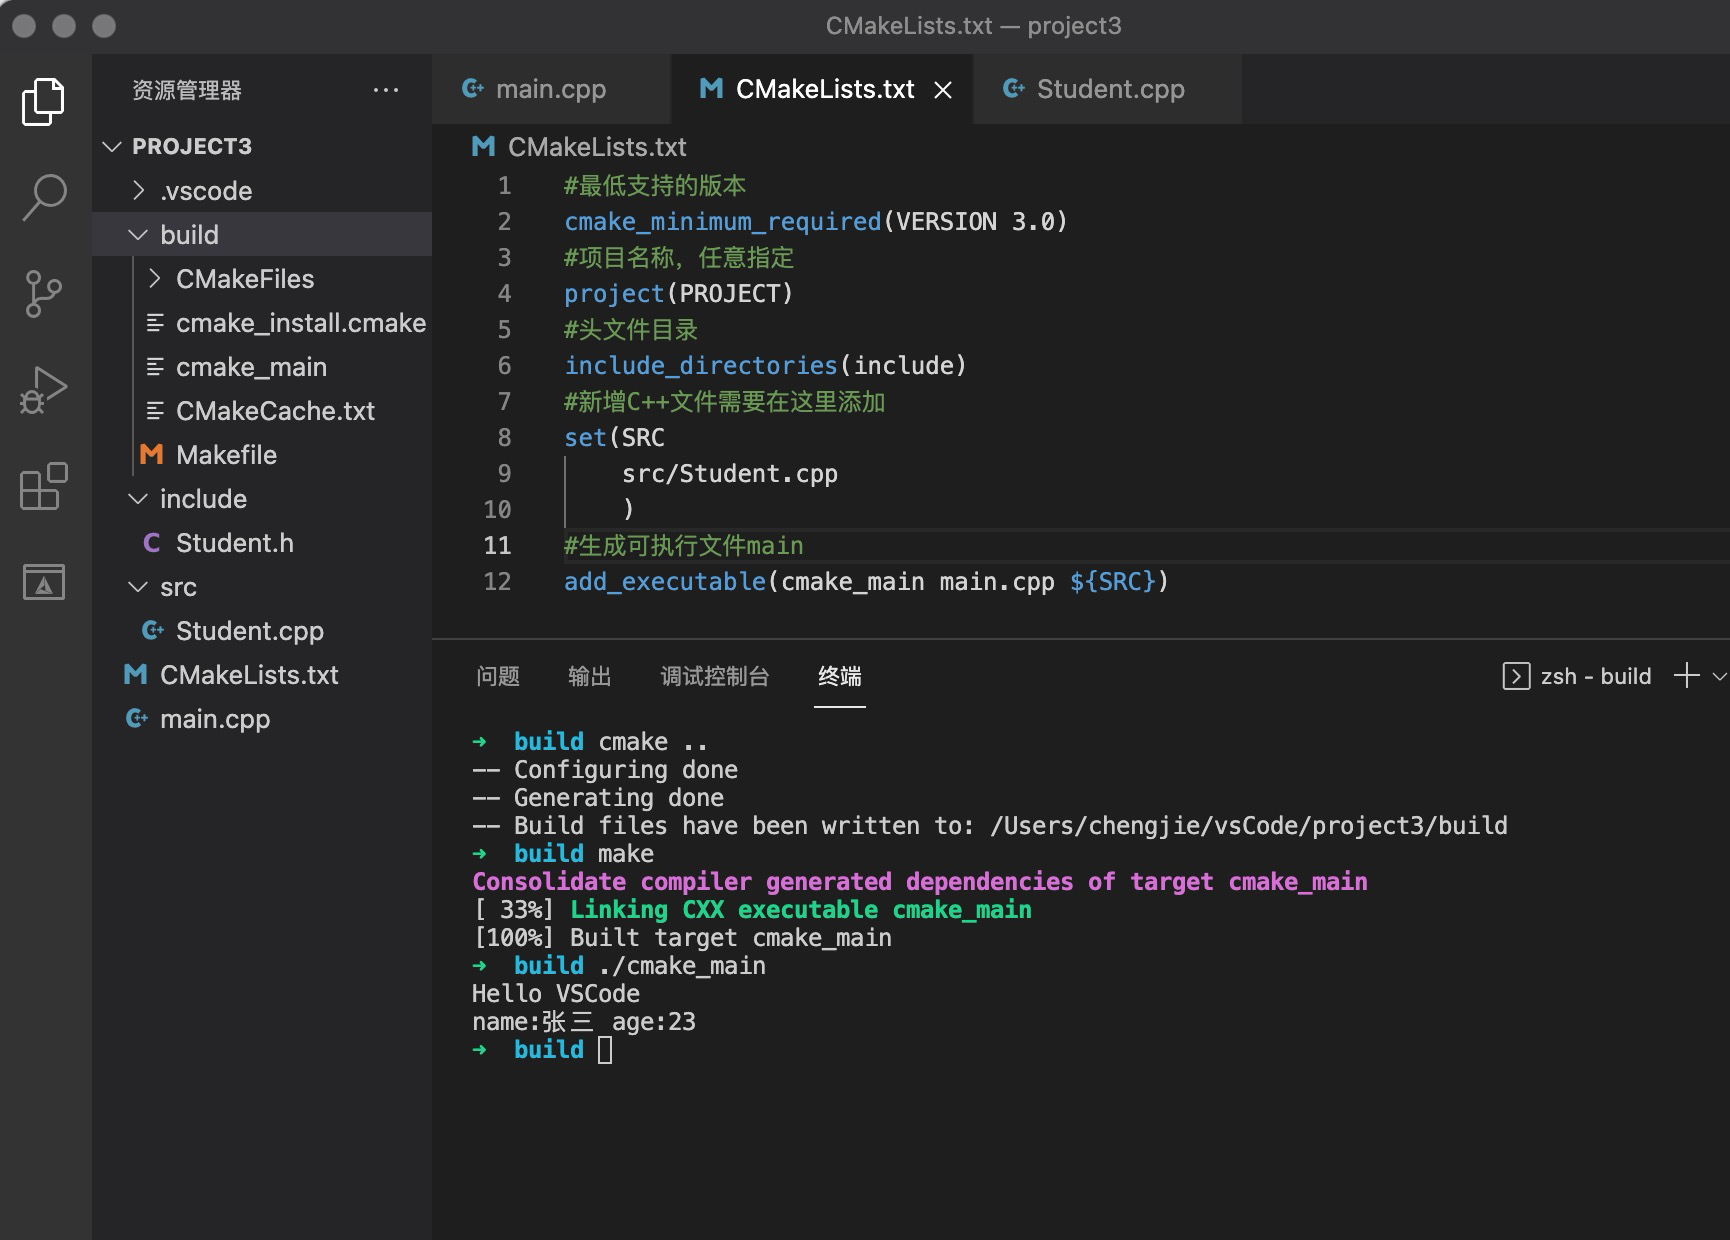 CMakeLists.txt — project3
资源管理器
PROJECT3
.vscode
build
CMakeFiles
cmake_install.cmake
cmake_main
CMakeCache.txt
Makefile
include
Student.h
src
Student.cpp
CMakeLists.txt
main.cpp
main.cpp
CMakeLists.txt
Student.cpp
CMakeLists.txt
1 #最低支持的版本
2 cmake_minimum_required(VERSION 3.0)
3 #项目名称，任意指定
4 project(PROJECT)
5 #头文件目录
6 include_directories(include)
7 #新增C++文件需要在这里添加
8 set(SRC
9 src/Student.cpp
10 )
11 #生成可执行文件main
12 add_executable(cmake_main main.cpp ${SRC})
问题 输出 调试控制台 终端
zsh - build
➜ build cmake ..
-- Configuring done
-- Generating done
-- Build files have been written to: /Users/chengjie/vsCode/project3/build
➜ build make
Consolidate compiler generated dependencies of target cmake_main
[ 33%] Linking CXX executable cmake_main
[100%] Built target cmake_main
➜ build ./cmake_main
Hello VSCode
name:张三 age:23
➜ build